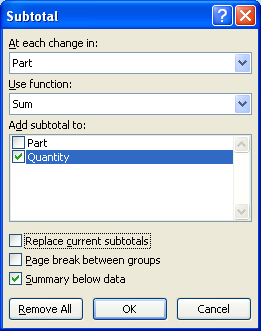 Subtotal
At each change in:
Part
Use function:
Sum
Add subtotal to:
Part
Quantity
Replace current subtotals
Page break between groups
Summary below data
Remove All OK Cancel